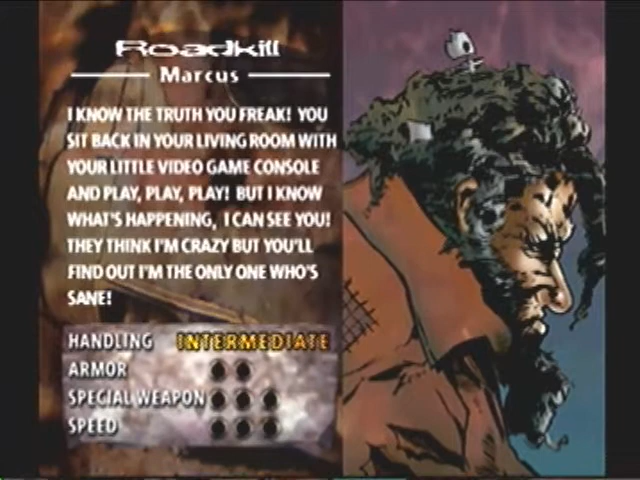 Roadkill
Marcus
I KNOW THE TRUTH YOU FREAK! YOU
SIT BACK IN YOUR LIVING ROOM WITH
YOUR LITTLE VIDEO GAME CONSOLE
AND PLAY, PLAY, PLAY! BUT I KNOW
WHAT'S HAPPENING, I CAN SEE YOU!
THEY THINK I'M CRAZY BUT YOU'LL
FIND OUT I'M THE ONLY ONE WHO'S
SANE!
HANDLING INTERMEDIATE
ARMOR
SPECIAL WEAPON
SPEED